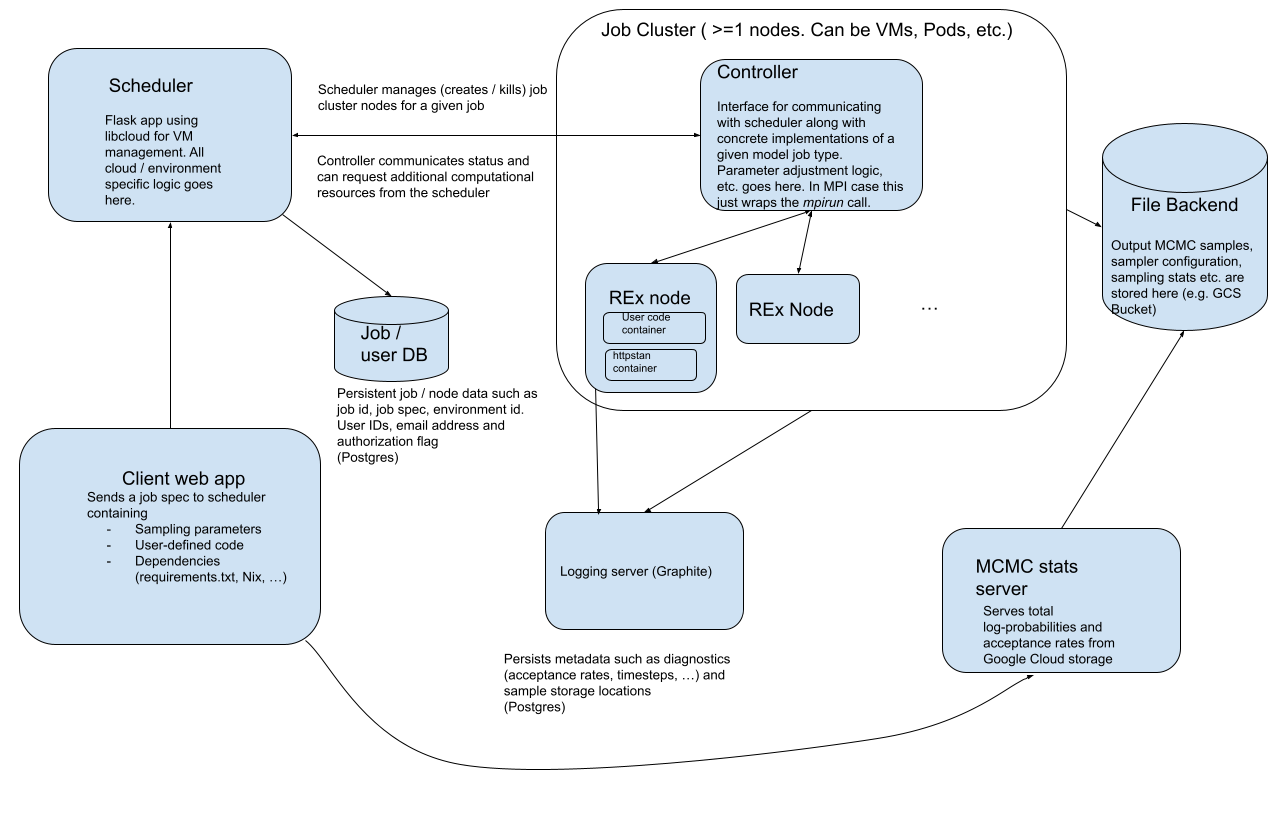 Job Cluster ( >=1 nodes. Can be VMs, Pods, etc.)
Scheduler
Flask app using
libcloud for VM
management. All
cloud / environment
specific logic goes
here.
Scheduler manages (creates / kills) job
cluster nodes for a given job
Controller communicates status and
can request additional computational
resources from the scheduler
Controller
Interface for communicating
with scheduler along with
concrete implementations of a
given model job type.
Parameter adjustment logic,
etc. goes here. In MPI case this
just wraps the mpirun call.
File Backend
Output MCMC samples,
sampler configuration,
sampling stats etc. are
stored here (e.g. GCS
Bucket)
REx node
User code
container
httpstan
container
REx Node
…
Job /
user DB
Persistent job / node data such as
job id, job spec, environment id.
User IDs, email address and
authorization flag
(Postgres)
Client web app
Sends a job spec to scheduler
containing
- Sampling parameters
- User-defined code
- Dependencies
(requirements.txt, Nix, …)
Logging server (Graphite)
Persists metadata such as diagnostics
(acceptance rates, timesteps, …) and
sample storage locations
(Postgres)
MCMC stats
server
Serves total
log-probabilities and
acceptance rates from
Google Cloud storage